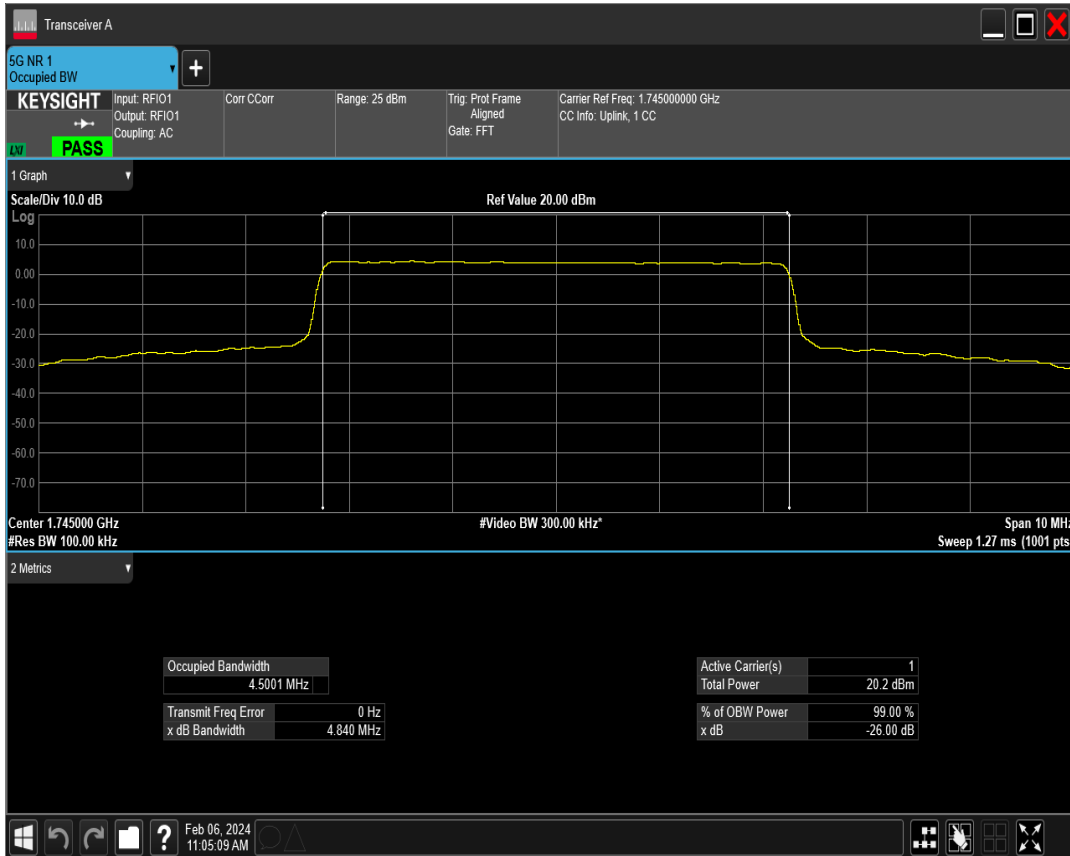 Transceiver A
5G NR 1
Occupied BW
KEYSIGHT
LXI
PASS
Input: RFIO1
Output: RFIO1
Coupling: AC
Corr CCorr
Range: 25 dBm
Trig: Prot Frame
Aligned
Gate: FFT
Carrier Ref Freq: 1.745000000 GHz
CC Info: Uplink, 1 CC
1 Graph
Scale/Div 10.0 dB
Ref Value 20.00 dBm
Log
10.0
0.00
-10.0
-20.0
-30.0
-40.0
-50.0
-60.0
-70.0
Center 1.745000 GHz
#Video BW 300.00 kHz*
Span 10 MHz
#Res BW 100.00 kHz
Sweep 1.27 ms (1001 pts
2 Metrics
Occupied Bandwidth
4.5001 MHz
Transmit Freq Error 0 Hz
x dB Bandwidth 4.840 MHz
Active Carrier(s) 1
Total Power 20.2 dBm
% of OBW Power 99.00 %
x dB -26.00 dB
?
Feb 06, 2024
11:05:09 AM